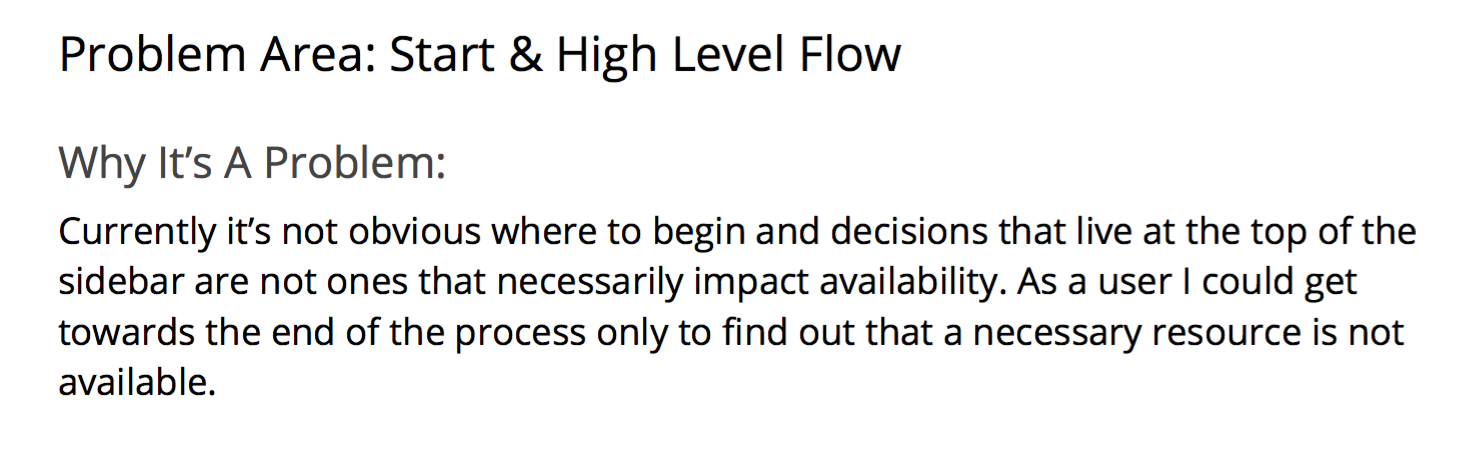 Problem Area: Start & High Level Flow
Why It’s A Problem:
Currently it’s not obvious where to begin and decisions that live at the top of the
sidebar are not ones that necessarily impact availability. As a user I could get
towards the end of the process only to find out that a necessary resource is not
available.